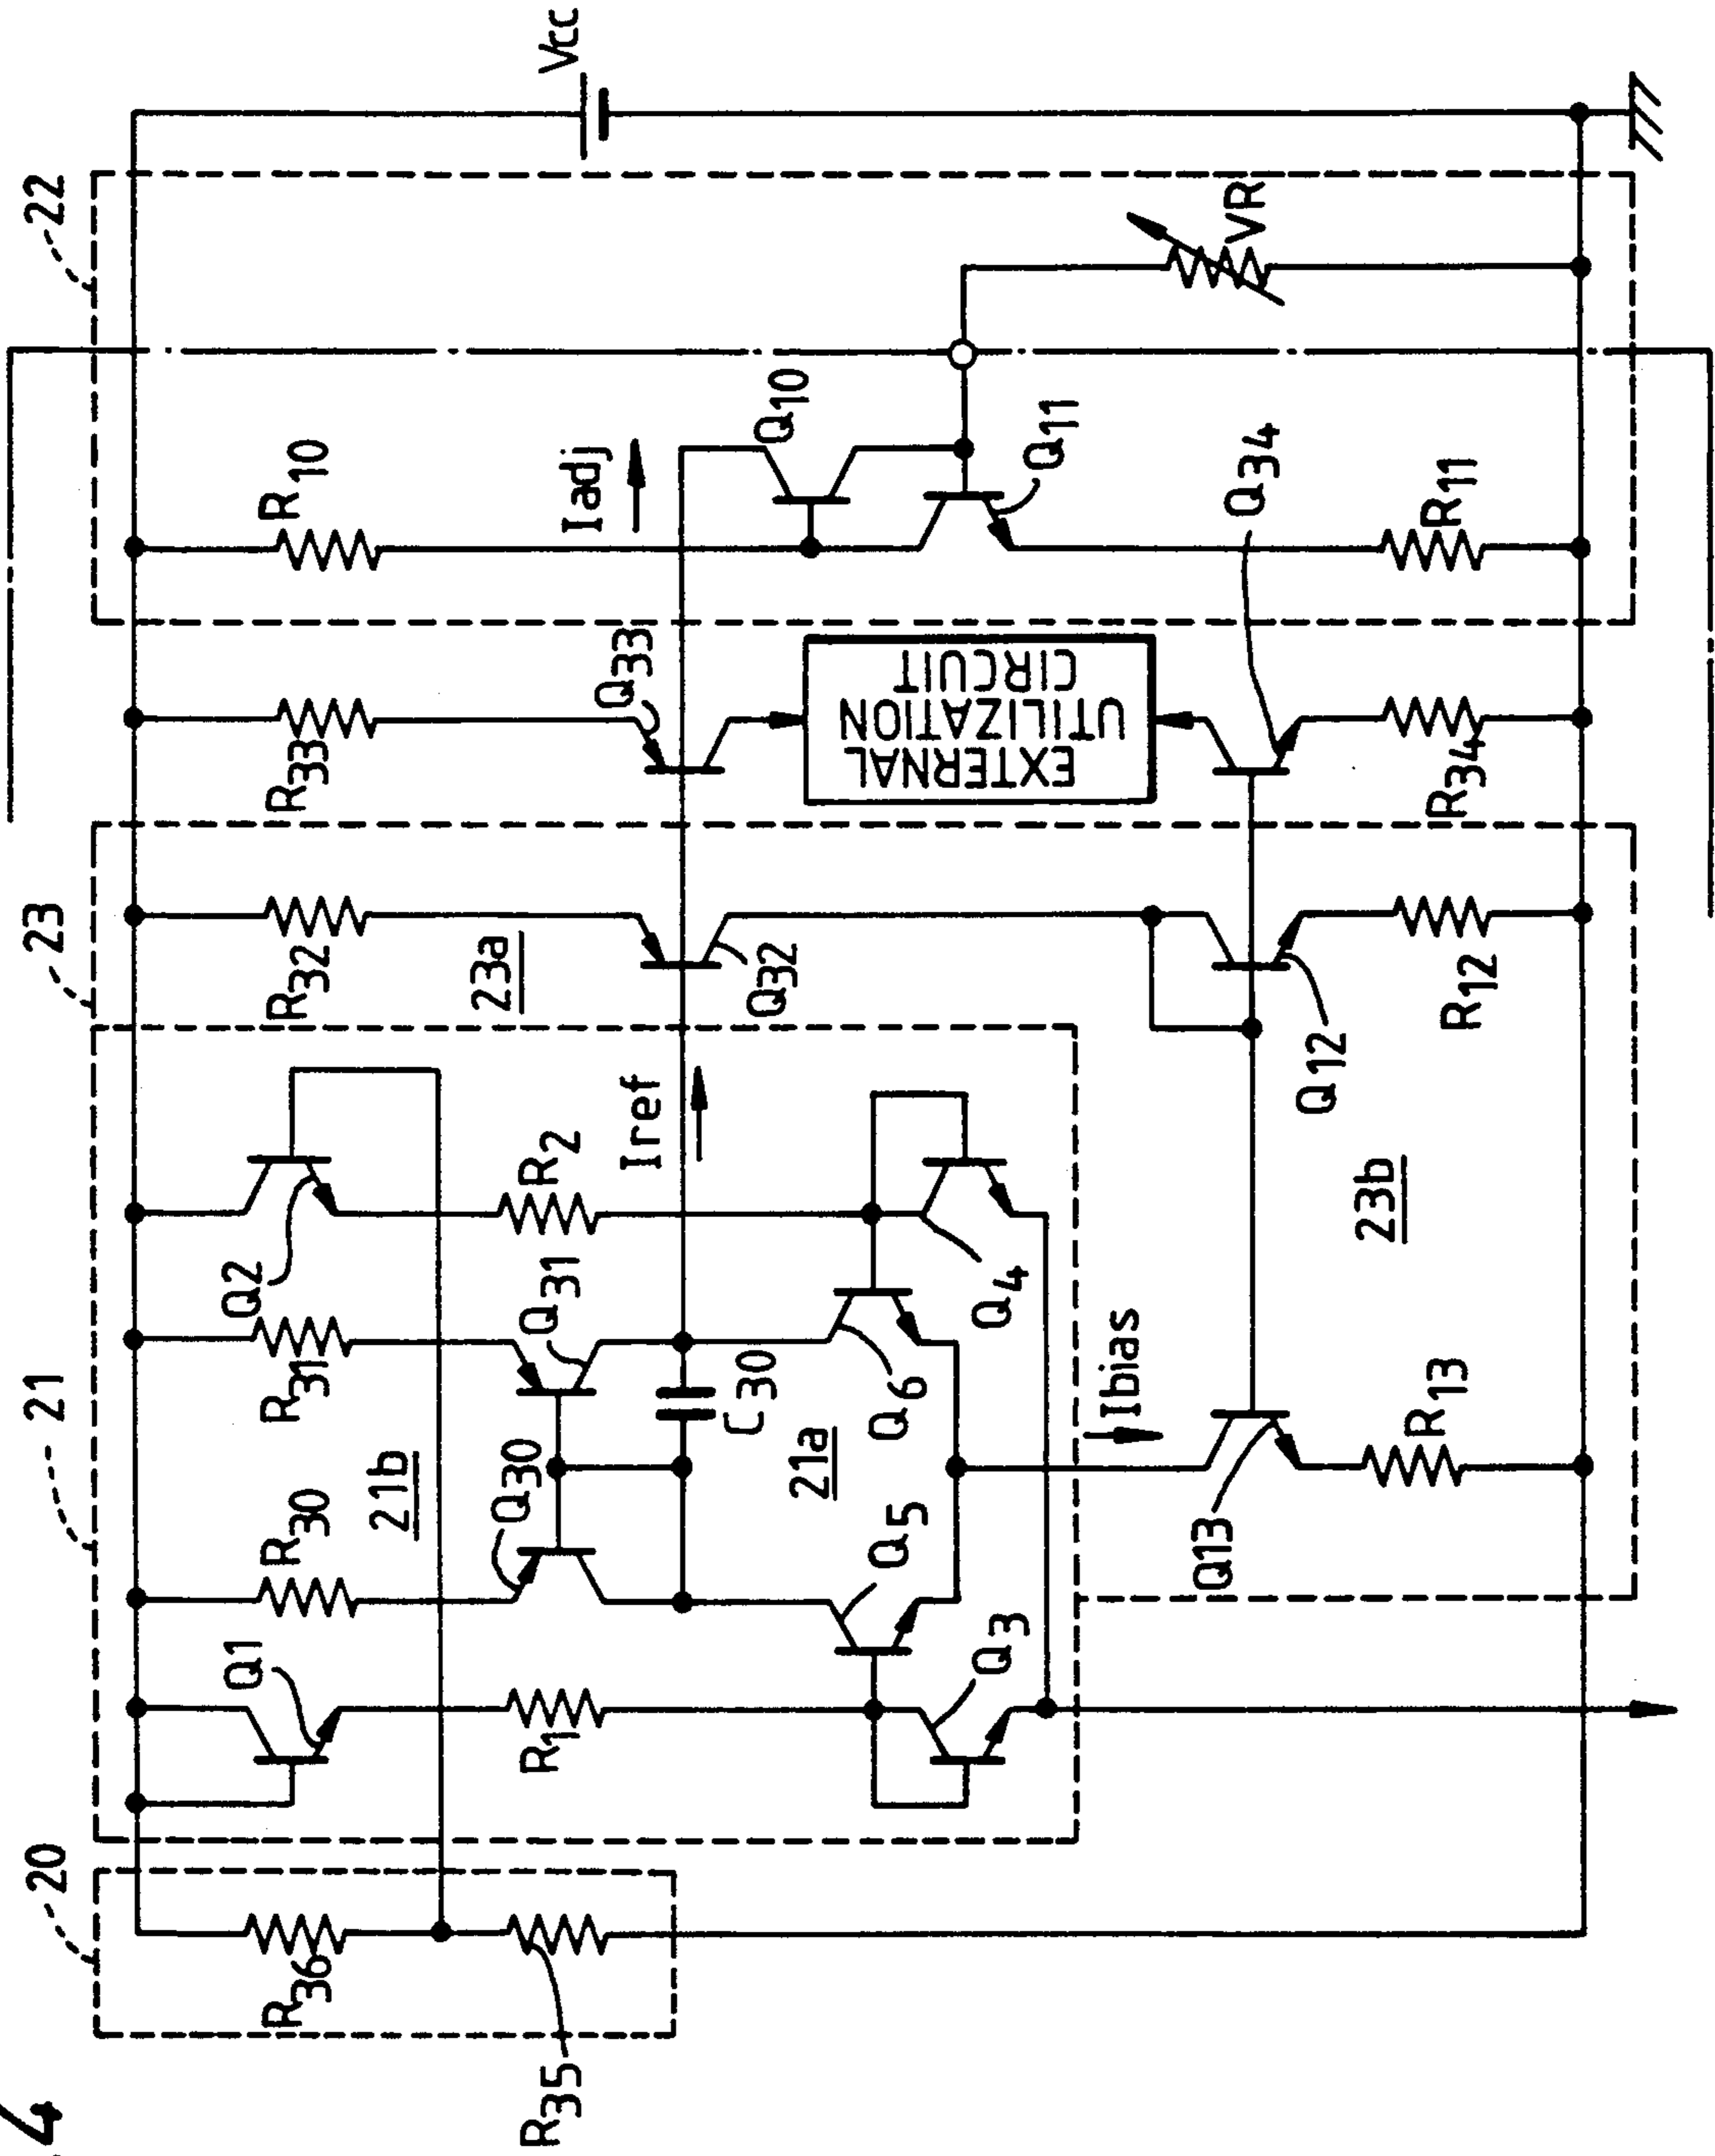 4
20
21
23
22
R36
R35
Q1
R1
Q3
R30
21b
Q30
Q5
R31
Q31
C30
21a
Q6
Q2
R2
Iref
Q4
Ibias
Q13
R13
23b
R32
23a
Q32
Q12
R12
R33
Q33
EXTERNAL
UTILIZATION
CIRCUIT
Q34
R34
R10
Iadj
Q10
Q11
R11
VR
Vcc